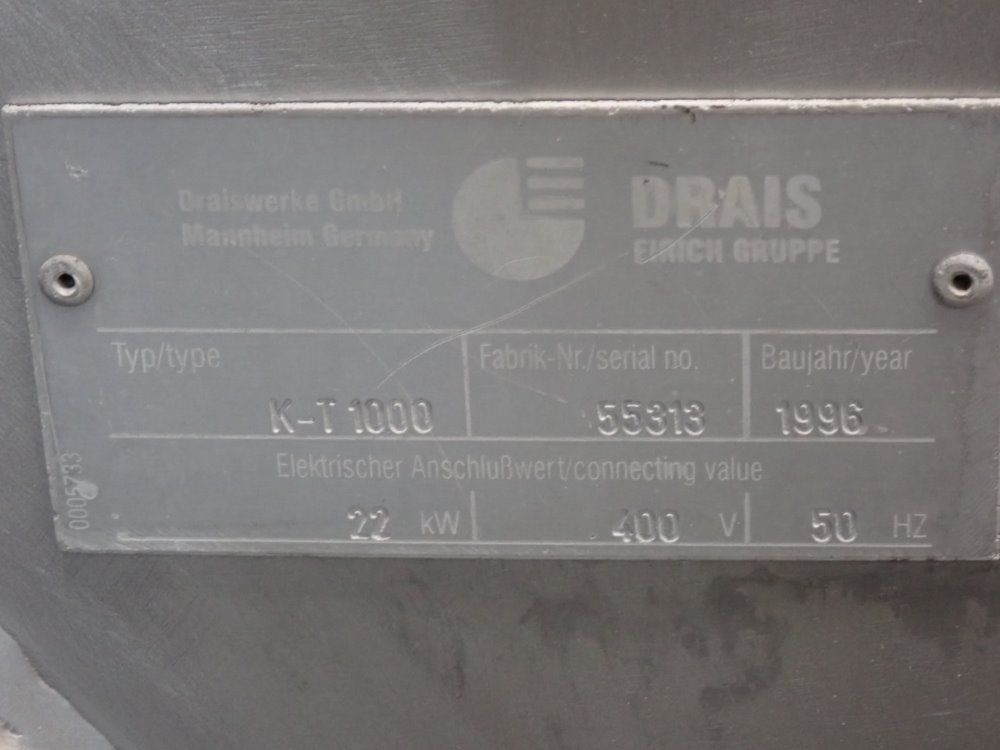 Draiswerke GmbH
Mannheim Germany
DRAIS
EIRICH GRUPPE
Typ/type Fabrik-Nr./serial no. Baujahr/year
K-T 1000 55313 1996
Elektrischer Anschlußwert/connecting value
22 kW 400 V 50 HZ
0005733